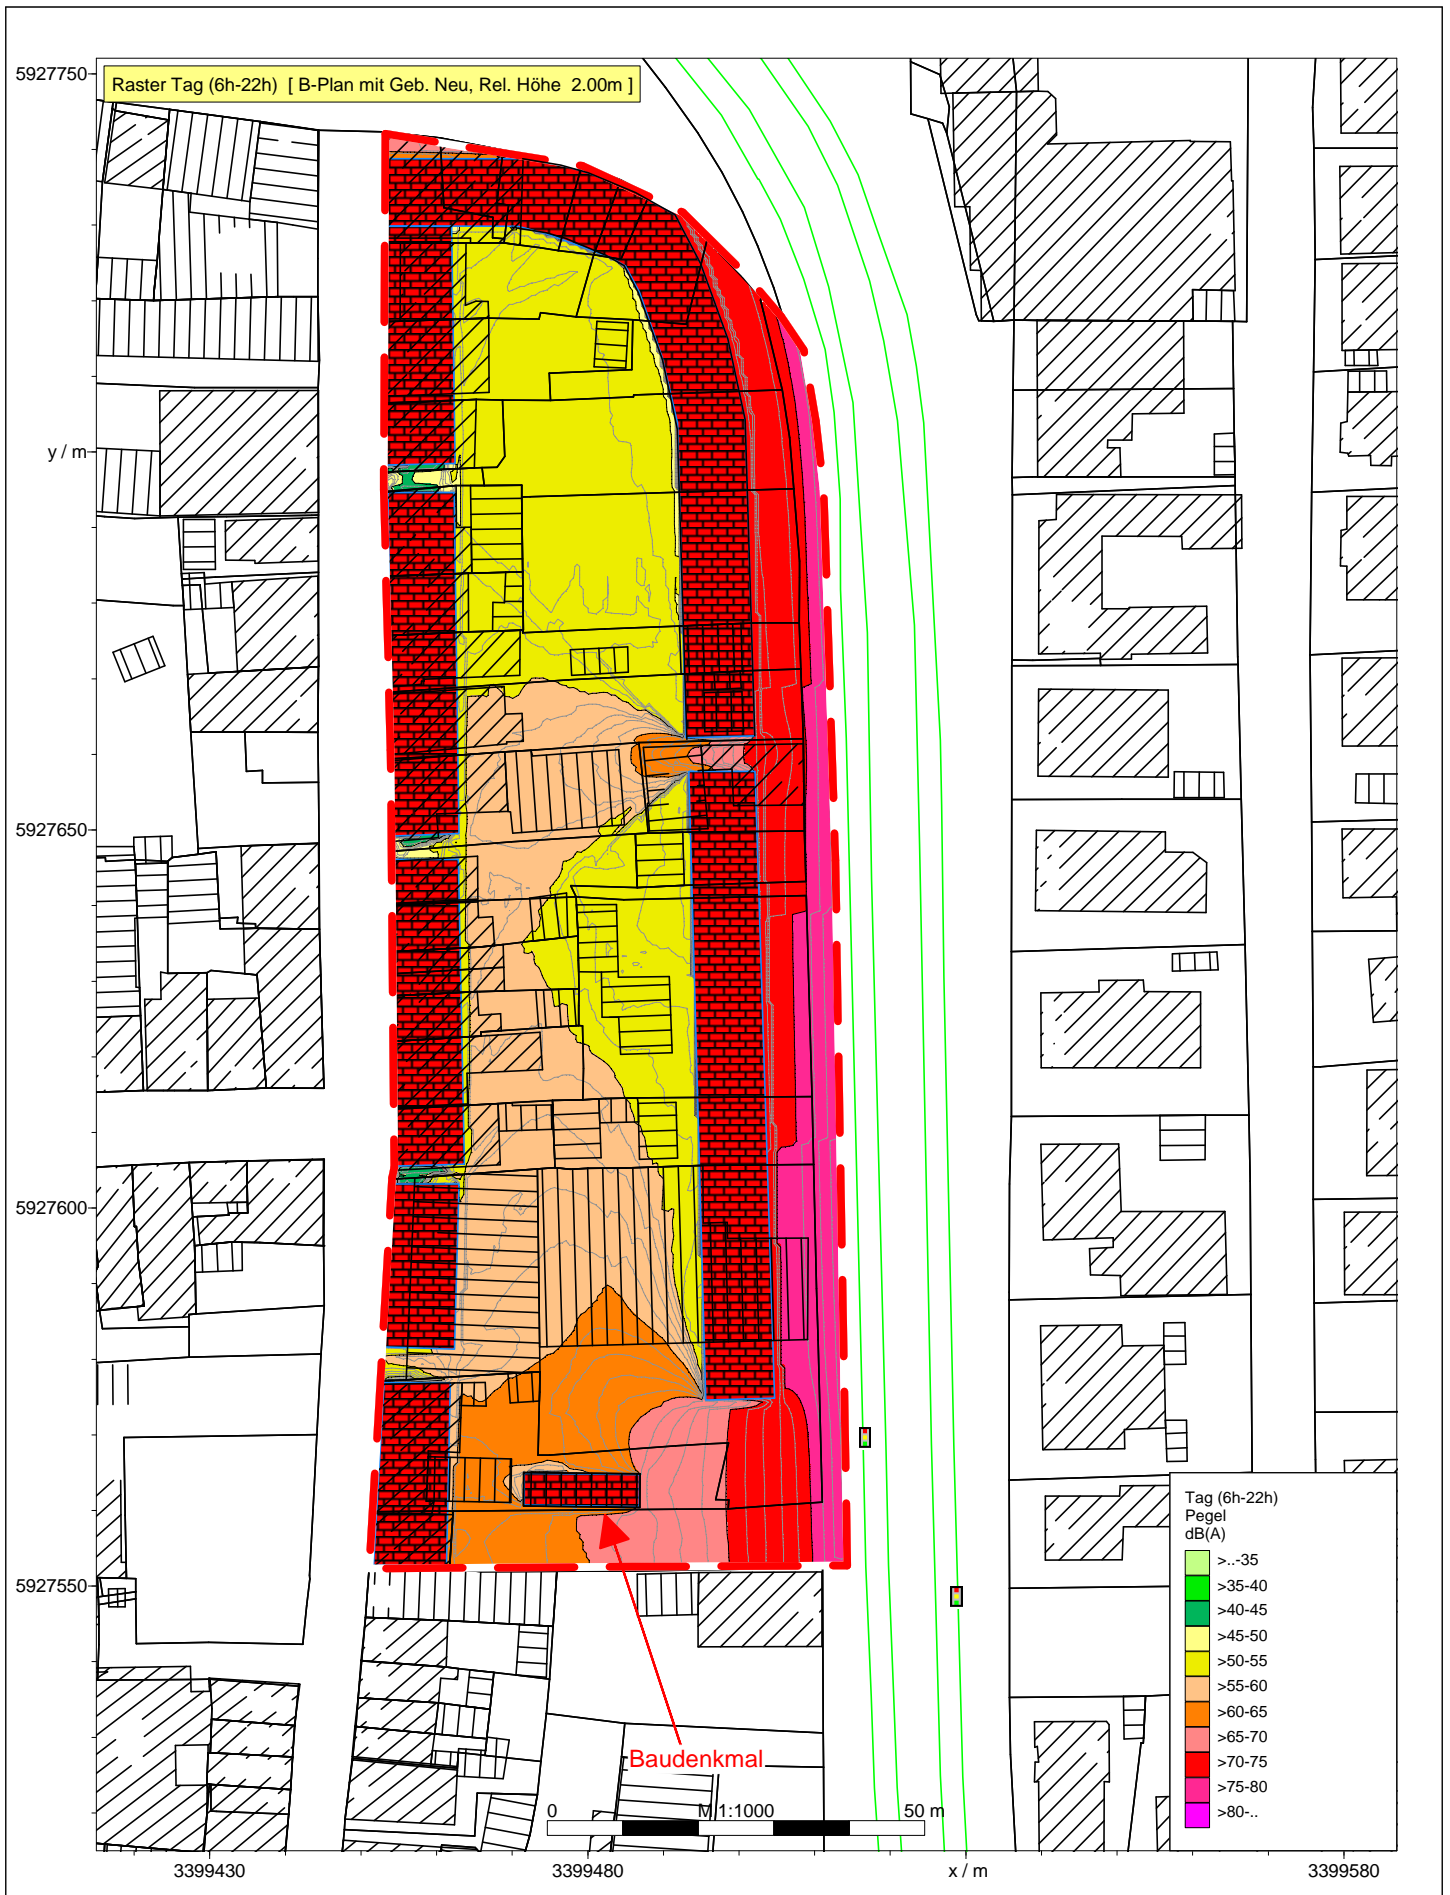 5927750
Raster Tag (6h-22h) [ B-Plan mit Geb. Neu, Rel. Höhe 2.00m ]
y / m
5927650
5927600
5927550
Tag (6h-22h)
Pegel
dB(A)
>..-35
>35-40
>40-45
>45-50
>50-55
>55-60
>60-65
>65-70
>70-75
>75-80
>80-..
Baudenkmal
0 M 1:1000 50 m
3399430 3399480 x / m 3399580